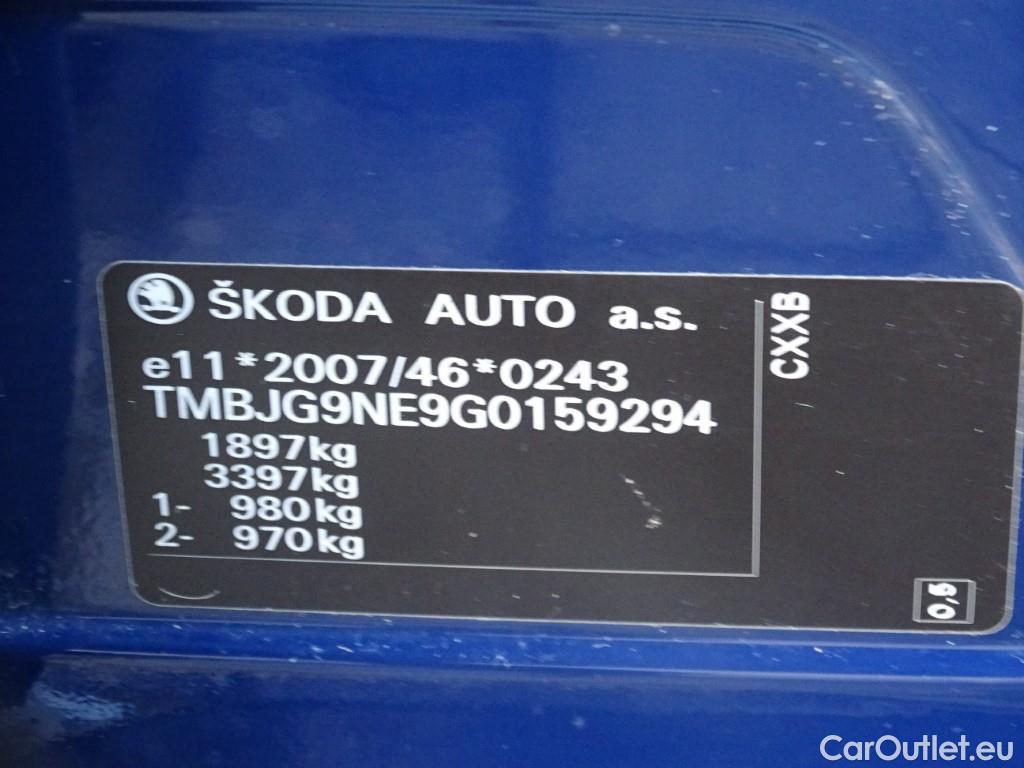 ŠKODA AUTO a.s.
e11*2007/46*0243
TMBJG9NE9G0159294
1897kg
3397kg
1- 980kg
2- 970kg
CXXB
0,5
CarOutlet.eu